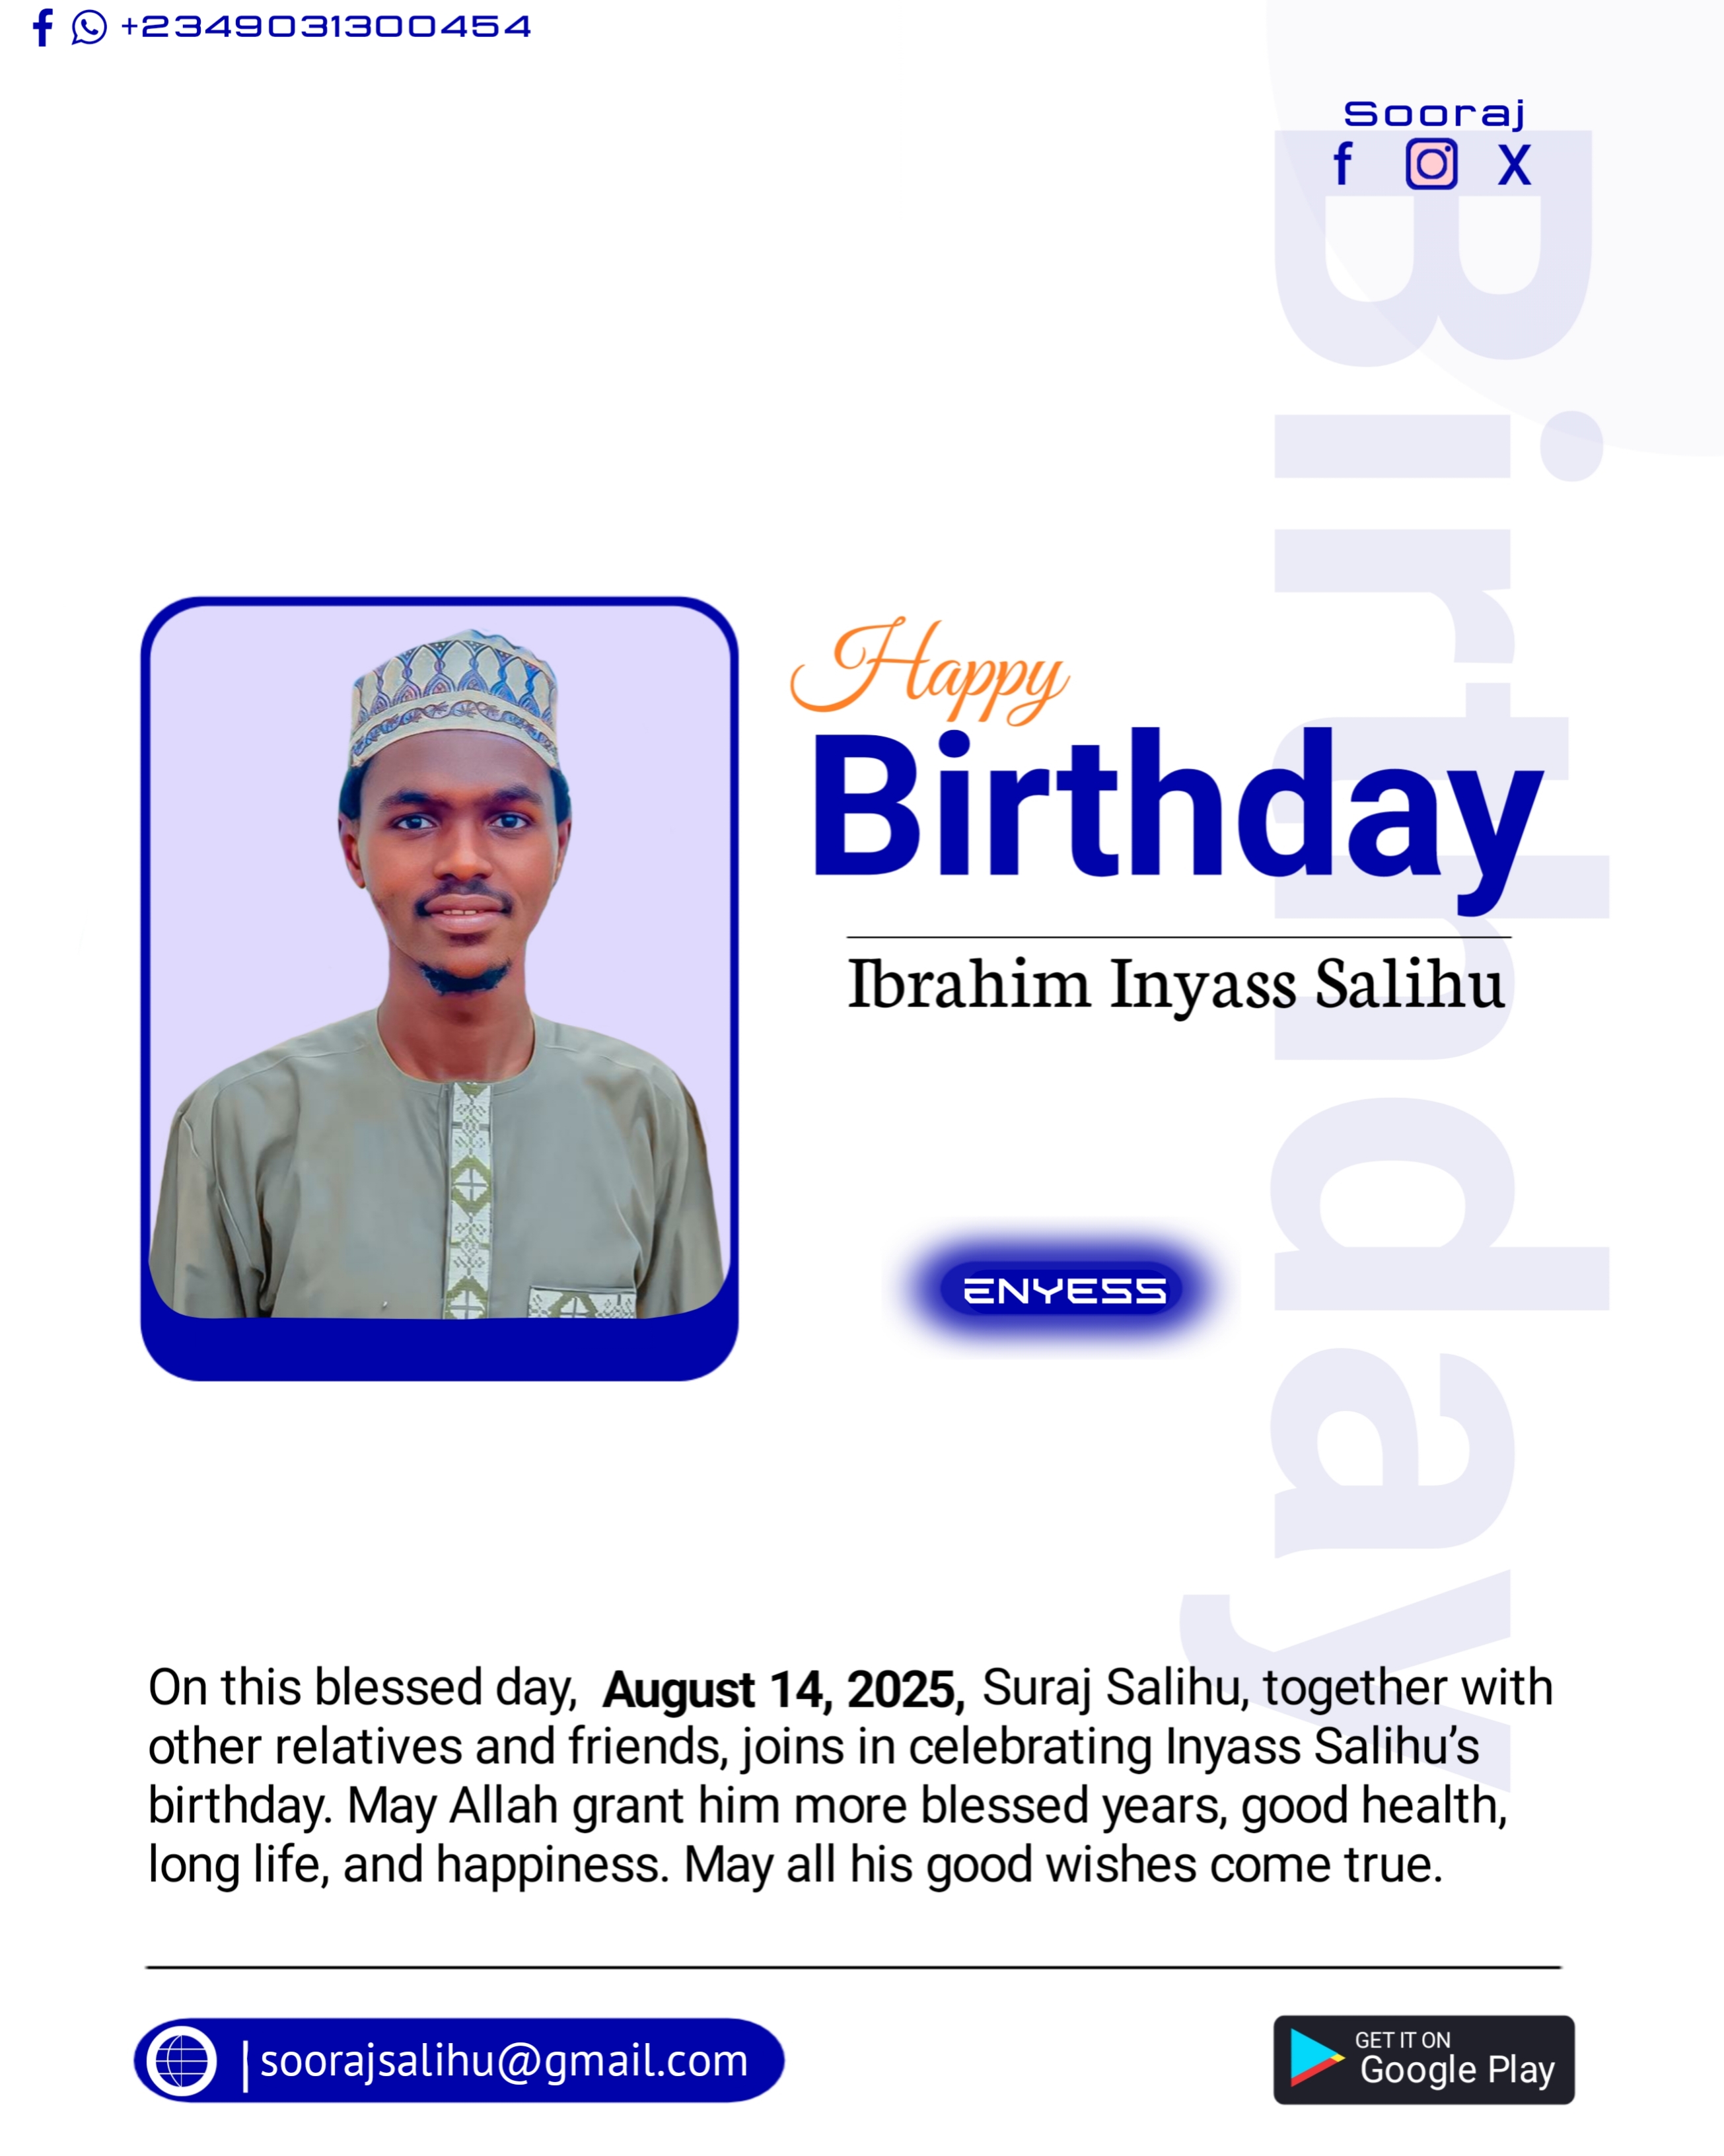 +2349031300454
Sooraj
Birthday
Happy
Birthday
Ibrahim Inyass Salihu
ENYESS
On this blessed day, August 14, 2025, Suraj Salihu, together with
other relatives and friends, joins in celebrating Inyass Salihu’s
birthday. May Allah grant him more blessed years, good health,
long life, and happiness. May all his good wishes come true.
| soorajsalihu@gmail.com
GET IT ON
Google Play